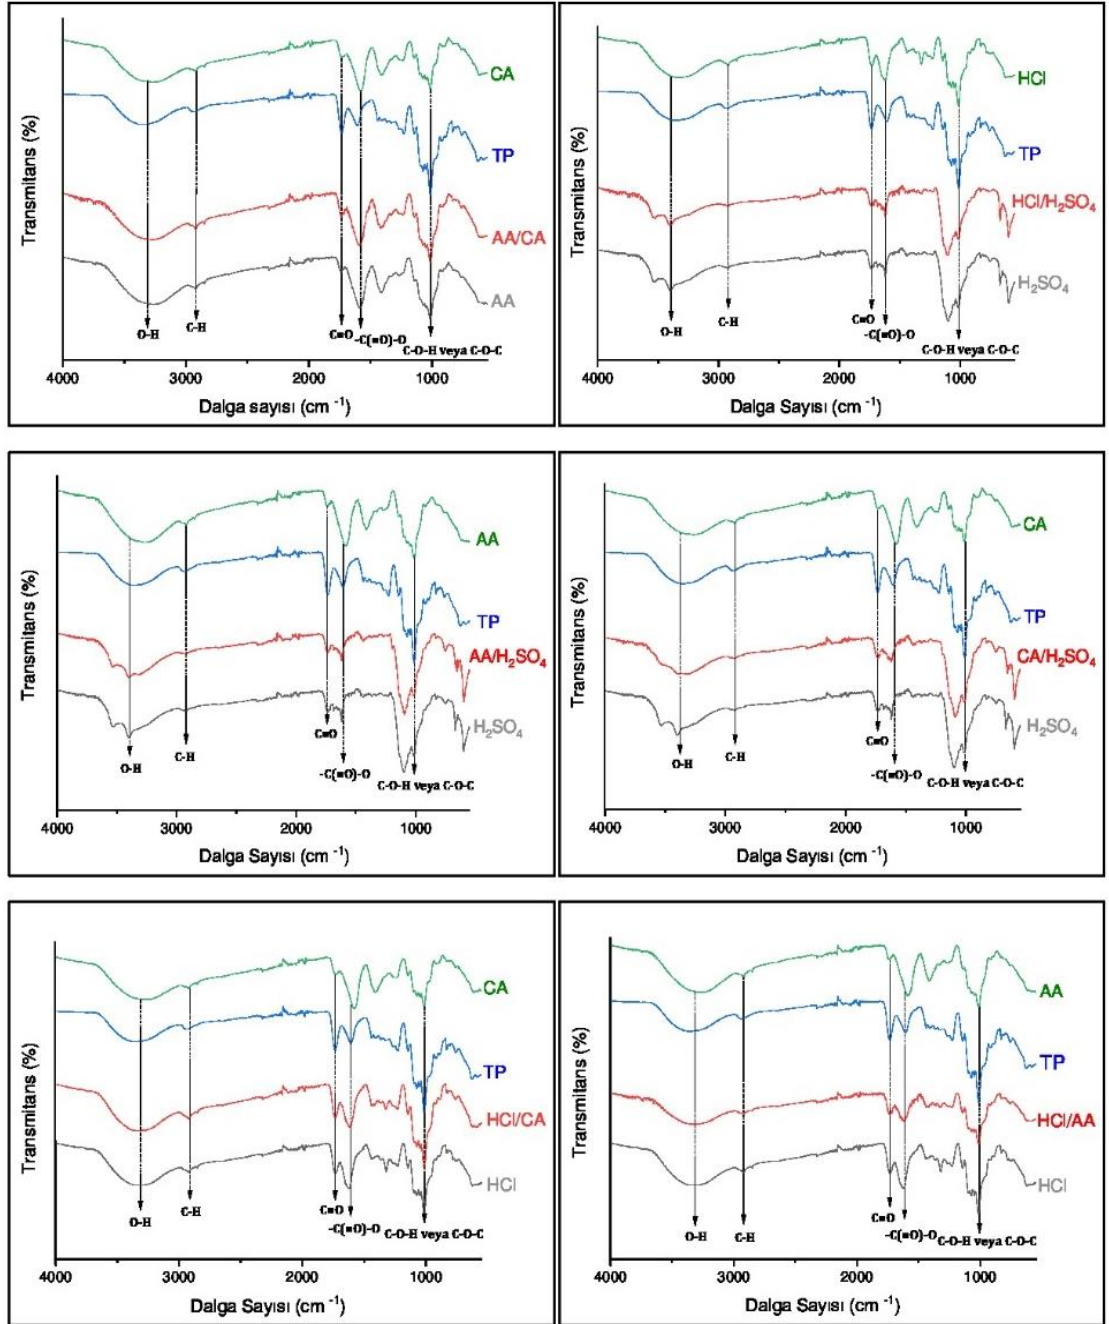 Transmitans (%)
CA
TP
AA/CA
AA
O-H
C-H
C=O
-C(=O)-O
C-O-H veya C-O-C
4000 3000 2000 1000
Dalga sayısı (cm -1)
Transmitans (%)
HCl
TP
HCl/H2SO4
H2SO4
O-H
C-H
C=O
-C(=O)-O
C-O-H veya C-O-C
4000 3000 2000 1000
Dalga Sayısı (cm -1)
Transmitans (%)
AA
TP
AA/H2SO4
H2SO4
O-H
C-H
C=O
-C(=O)-O
C-O-H veya C-O-C
4000 3000 2000 1000
Dalga Sayısı (cm -1)
Transmitans (%)
CA
TP
CA/H2SO4
H2SO4
O-H
C-H
C=O
-C(=O)-O
C-O-H veya C-O-C
4000 3000 2000 1000
Dalga Sayısı (cm -1)
Transmitans (%)
CA
TP
HCl/CA
HCl
O-H
C-H
C=O
-C(=O)-O
C-O-H veya C-O-C
4000 3000 2000 1000
Dalga Sayısı (cm -1)
Transmitans (%)
AA
TP
HCl/AA
HCl
O-H
C-H
C=O
-C(=O)-O
C-O-H veya C-O-C
4000 3000 2000 1000
Dalga Sayısı (cm -1)